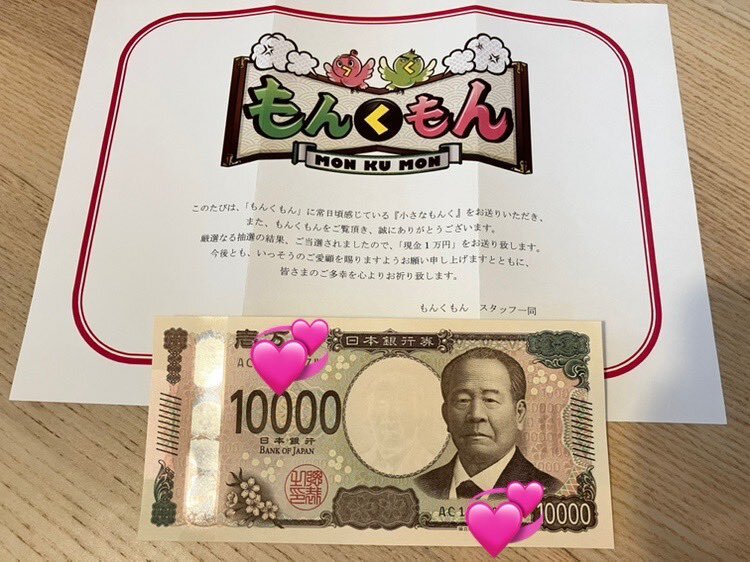 もんくもん
MON KU MON
このたびは、「もんくもん」に常日頃感じている『小さなもんく』をお送りいただき、
また、もんくもんをご覧頂き、誠にありがとうございます。
厳選なる抽選の結果、ご当選されましたので、「現金１万円」をお送り致します。
今後とも、いっそうのご愛顧を賜りますようお願い申し上げますとともに、
皆さまのご多幸を心よりお祈り致します。
もんくもん　スタッフ一同
壱万
日本銀行券
AC
10000
日本銀行
BANK OF JAPAN
AC1
10000